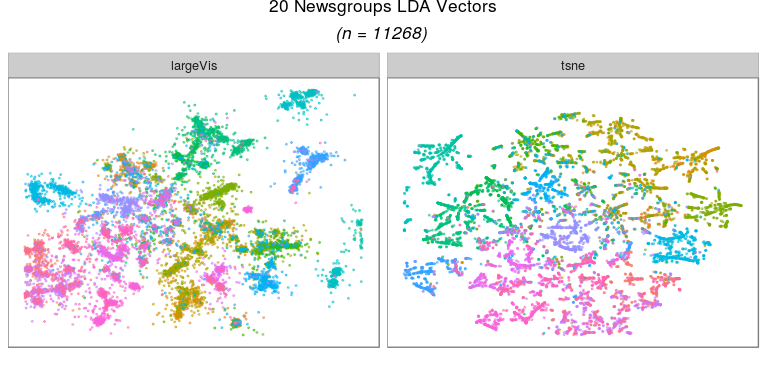 20 Newsgroups LDA Vectors
(n = 11268)
largeVis
tsne